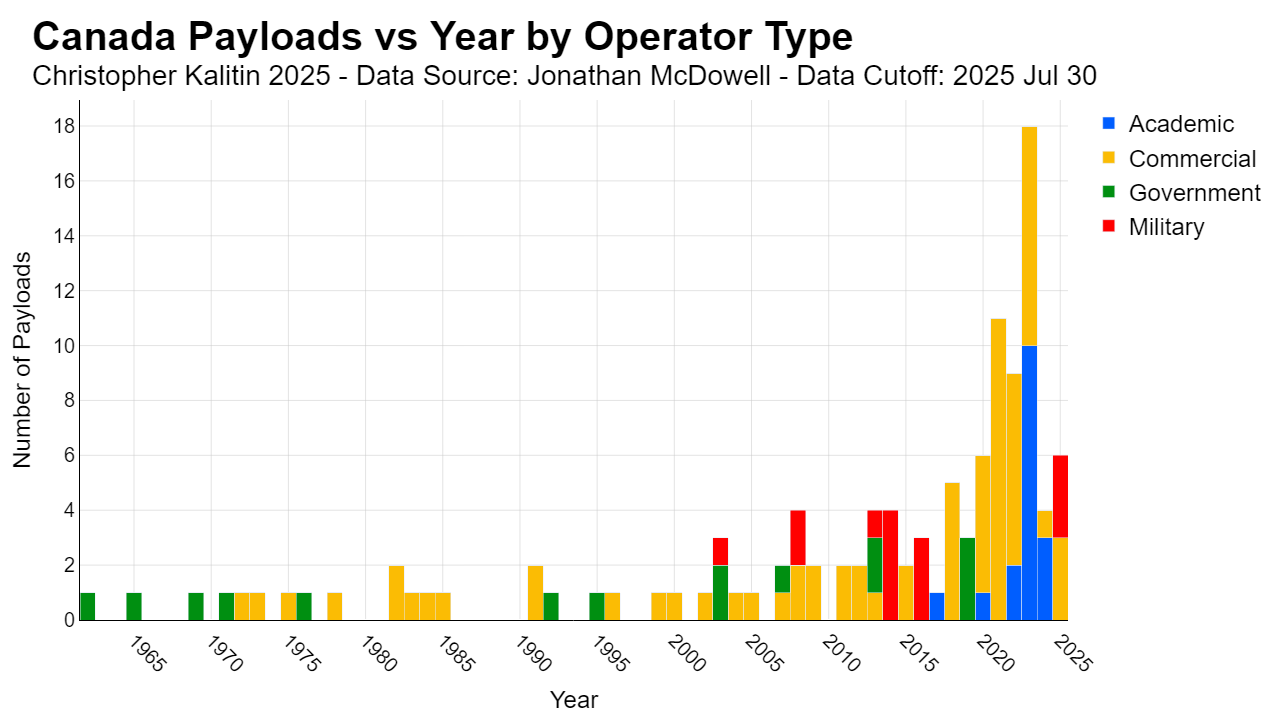 Canada Payloads vs Year by Operator Type
Christopher Kalitin 2025 - Data Source: Jonathan McDowell - Data Cutoff: 2025 Jul 30
Academic
Commercial
Government
Military
Number of Payloads
18
16
14
12
10
8
6
4
2
0
1965
1970
1975
1980
1985
1990
1995
2000
2005
2010
2015
2020
2025
Year